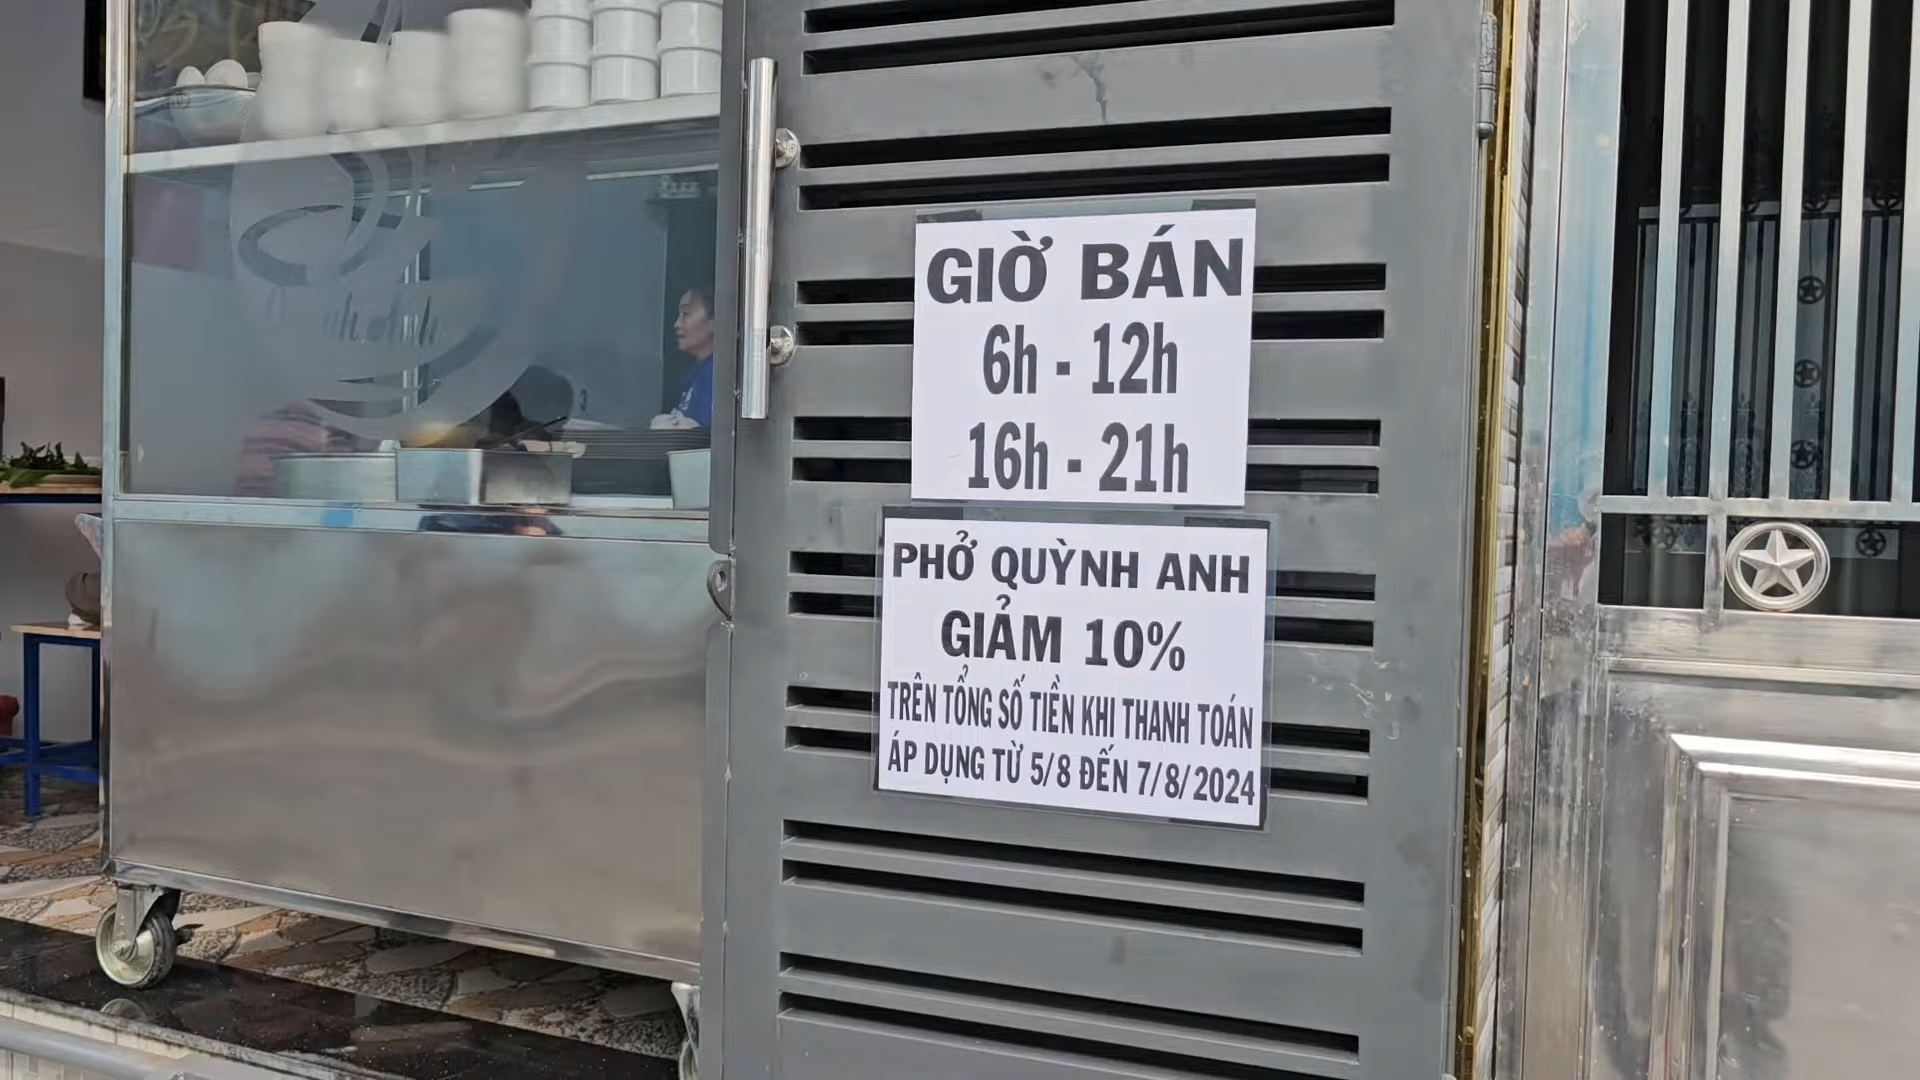 GIỜ BÁN
6h - 12h
16h - 21h
PHỞ QUỲNH ANH
GIẢM 10%
TRÊN TỔNG SỐ TIỀN KHI THANH TOÁN
ÁP DỤNG TỪ 5/8 ĐẾN 7/8/2024